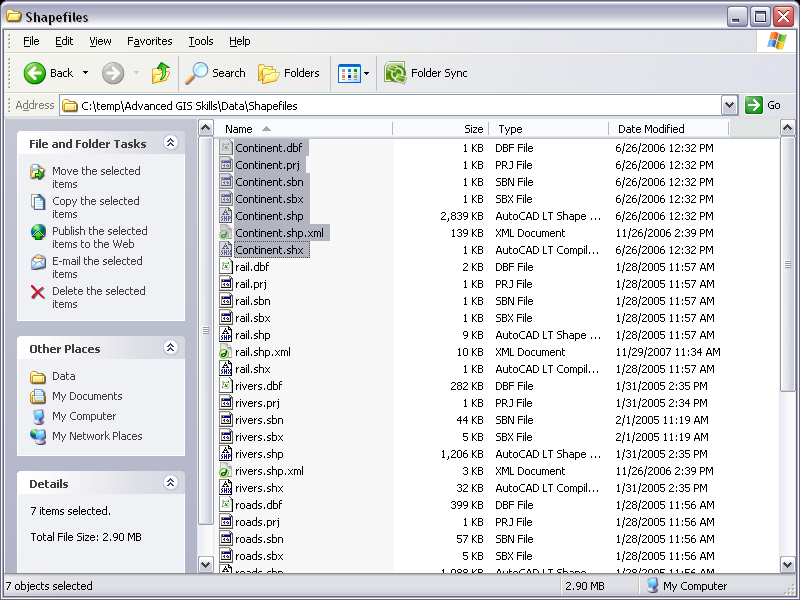 Shapefiles
File Edit View Favorites Tools Help
Back Search Folders Folder Sync
Address C:\temp\Advanced GIS Skills\Data\Shapefiles Go
File and Folder Tasks
Move the selected
items
Copy the selected
items
Publish the selected
items to the Web
E-mail the selected
items
Delete the selected
items
Other Places
Data
My Documents
My Computer
My Network Places
Details
7 items selected.
Total File Size: 2.90 MB
Name Size Type Date Modified
Continent.dbf 1 KB DBF File 6/26/2006 12:32 PM
Continent.prj 1 KB PRJ File 6/26/2006 12:32 PM
Continent.sbn 1 KB SBN File 6/26/2006 12:32 PM
Continent.sbx 1 KB SBX File 6/26/2006 12:32 PM
Continent.shp 2,839 KB AutoCAD LT Shape ... 6/26/2006 12:32 PM
Continent.shp.xml 139 KB XML Document 11/26/2006 2:39 PM
Continent.shx 1 KB AutoCAD LT Compil... 6/26/2006 12:32 PM
rail.dbf 2 KB DBF File 1/28/2005 11:57 AM
rail.prj 1 KB PRJ File 1/28/2005 11:57 AM
rail.sbn 1 KB SBN File 1/28/2005 11:57 AM
rail.sbx 1 KB SBX File 1/28/2005 11:57 AM
rail.shp 9 KB AutoCAD LT Shape ... 1/28/2005 11:57 AM
rail.shp.xml 10 KB XML Document 11/29/2007 11:34 AM
rail.shx 1 KB AutoCAD LT Compil... 1/28/2005 11:57 AM
rivers.dbf 282 KB DBF File 1/31/2005 2:35 PM
rivers.prj 1 KB PRJ File 1/31/2005 2:34 PM
rivers.sbn 44 KB SBN File 2/1/2005 11:19 AM
rivers.sbx 5 KB SBX File 2/1/2005 11:19 AM
rivers.shp 1,206 KB AutoCAD LT Shape ... 1/31/2005 2:35 PM
rivers.shp.xml 3 KB XML Document 11/26/2006 2:39 PM
rivers.shx 32 KB AutoCAD LT Compil... 1/31/2005 2:35 PM
roads.dbf 399 KB DBF File 1/28/2005 11:56 AM
roads.prj 1 KB PRJ File 1/28/2005 11:56 AM
roads.sbn 57 KB SBN File 1/28/2005 11:56 AM
roads.sbx 5 KB SBX File 1/28/2005 11:56 AM
roads.shp 1,088 KB AutoCAD LT Shape ... 1/28/2005 11:56 AM
7 objects selected 2.90 MB My Computer